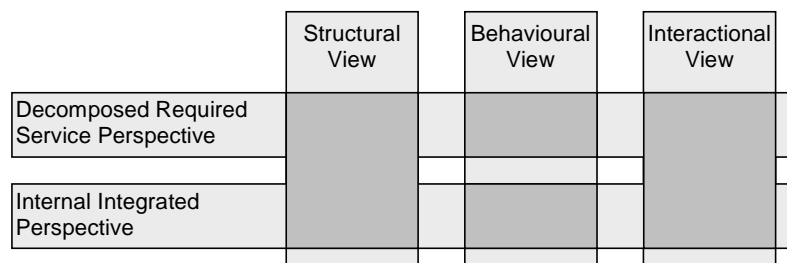 Structural
View
Behavioural
View
Interactional
View
Decomposed Required
Service Perspective
Internal Integrated
Perspective